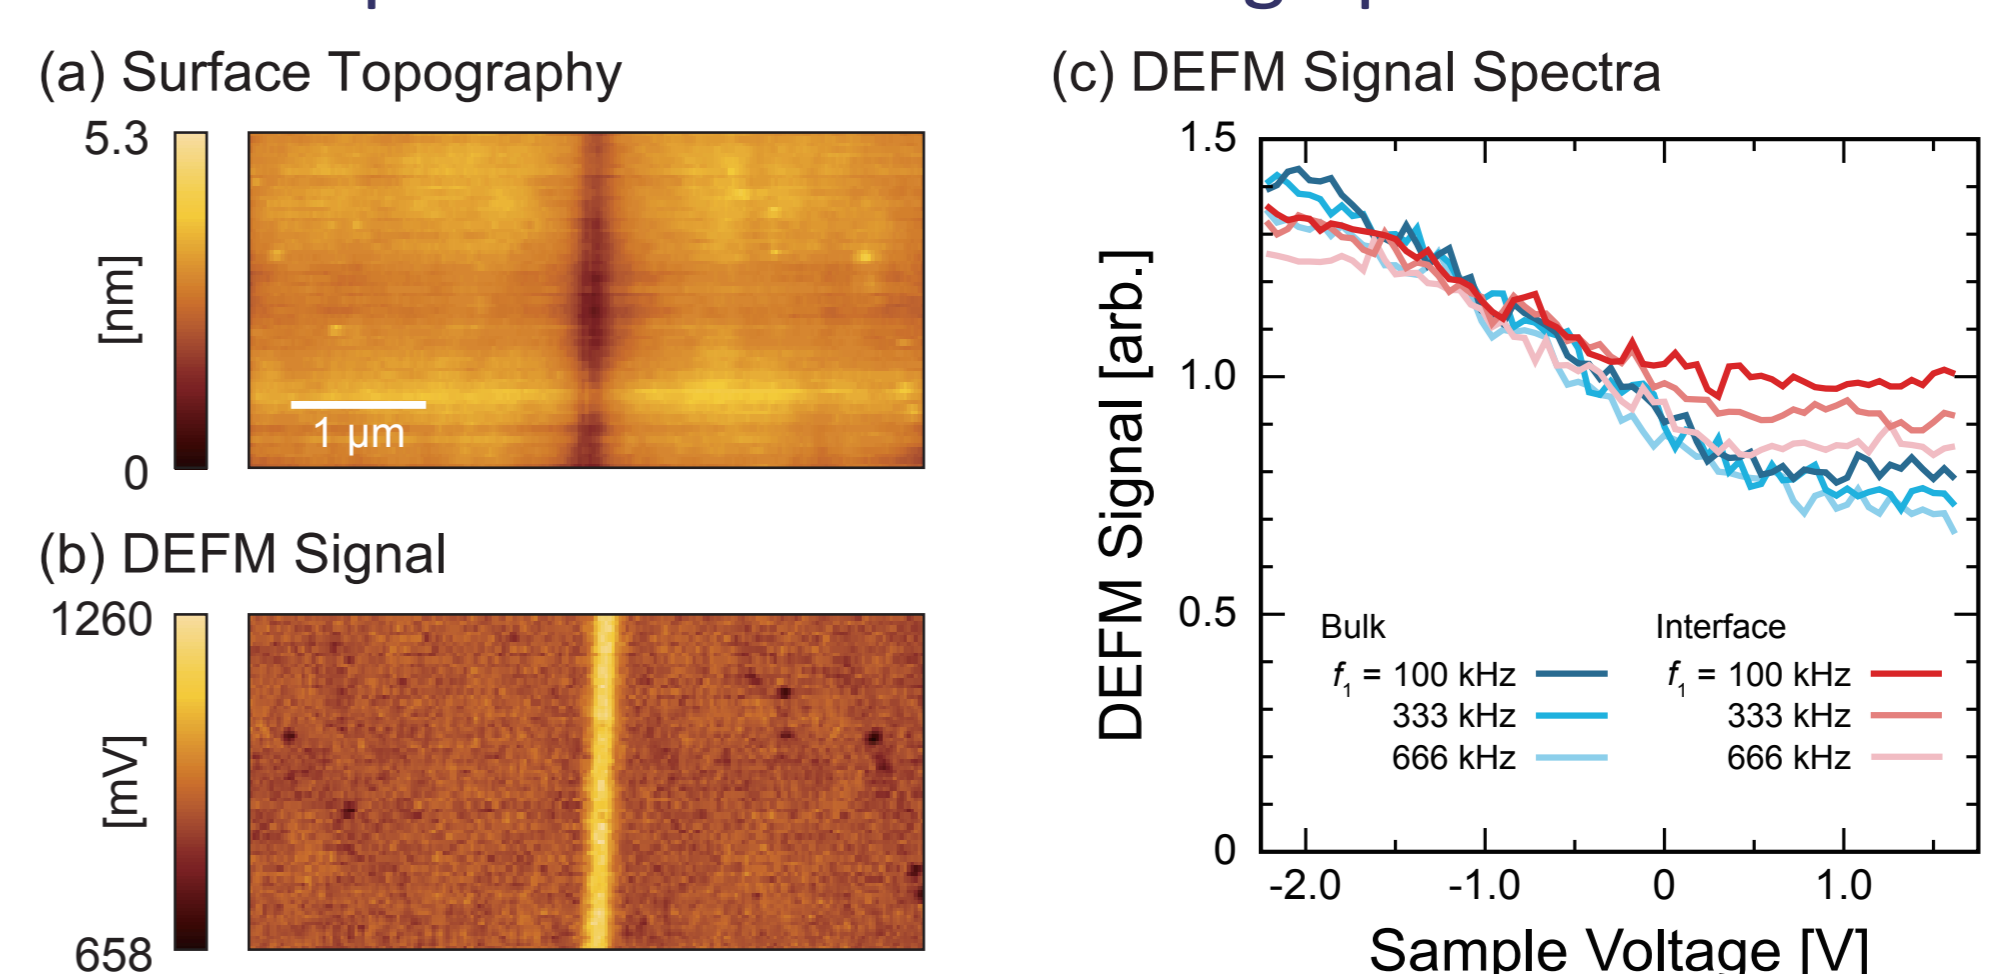 (a) Surface Topography
5.3
[nm]
0
1 µm
(b) DEFM Signal
1260
[mV]
658
(c) DEFM Signal Spectra
1.5
1.0
0.5
0
DEFM Signal [arb.]
Bulk
f1 = 100 kHz
333 kHz
666 kHz
Interface
f1 = 100 kHz
333 kHz
666 kHz
-2.0 -1.0 0 1.0
Sample Voltage [V]